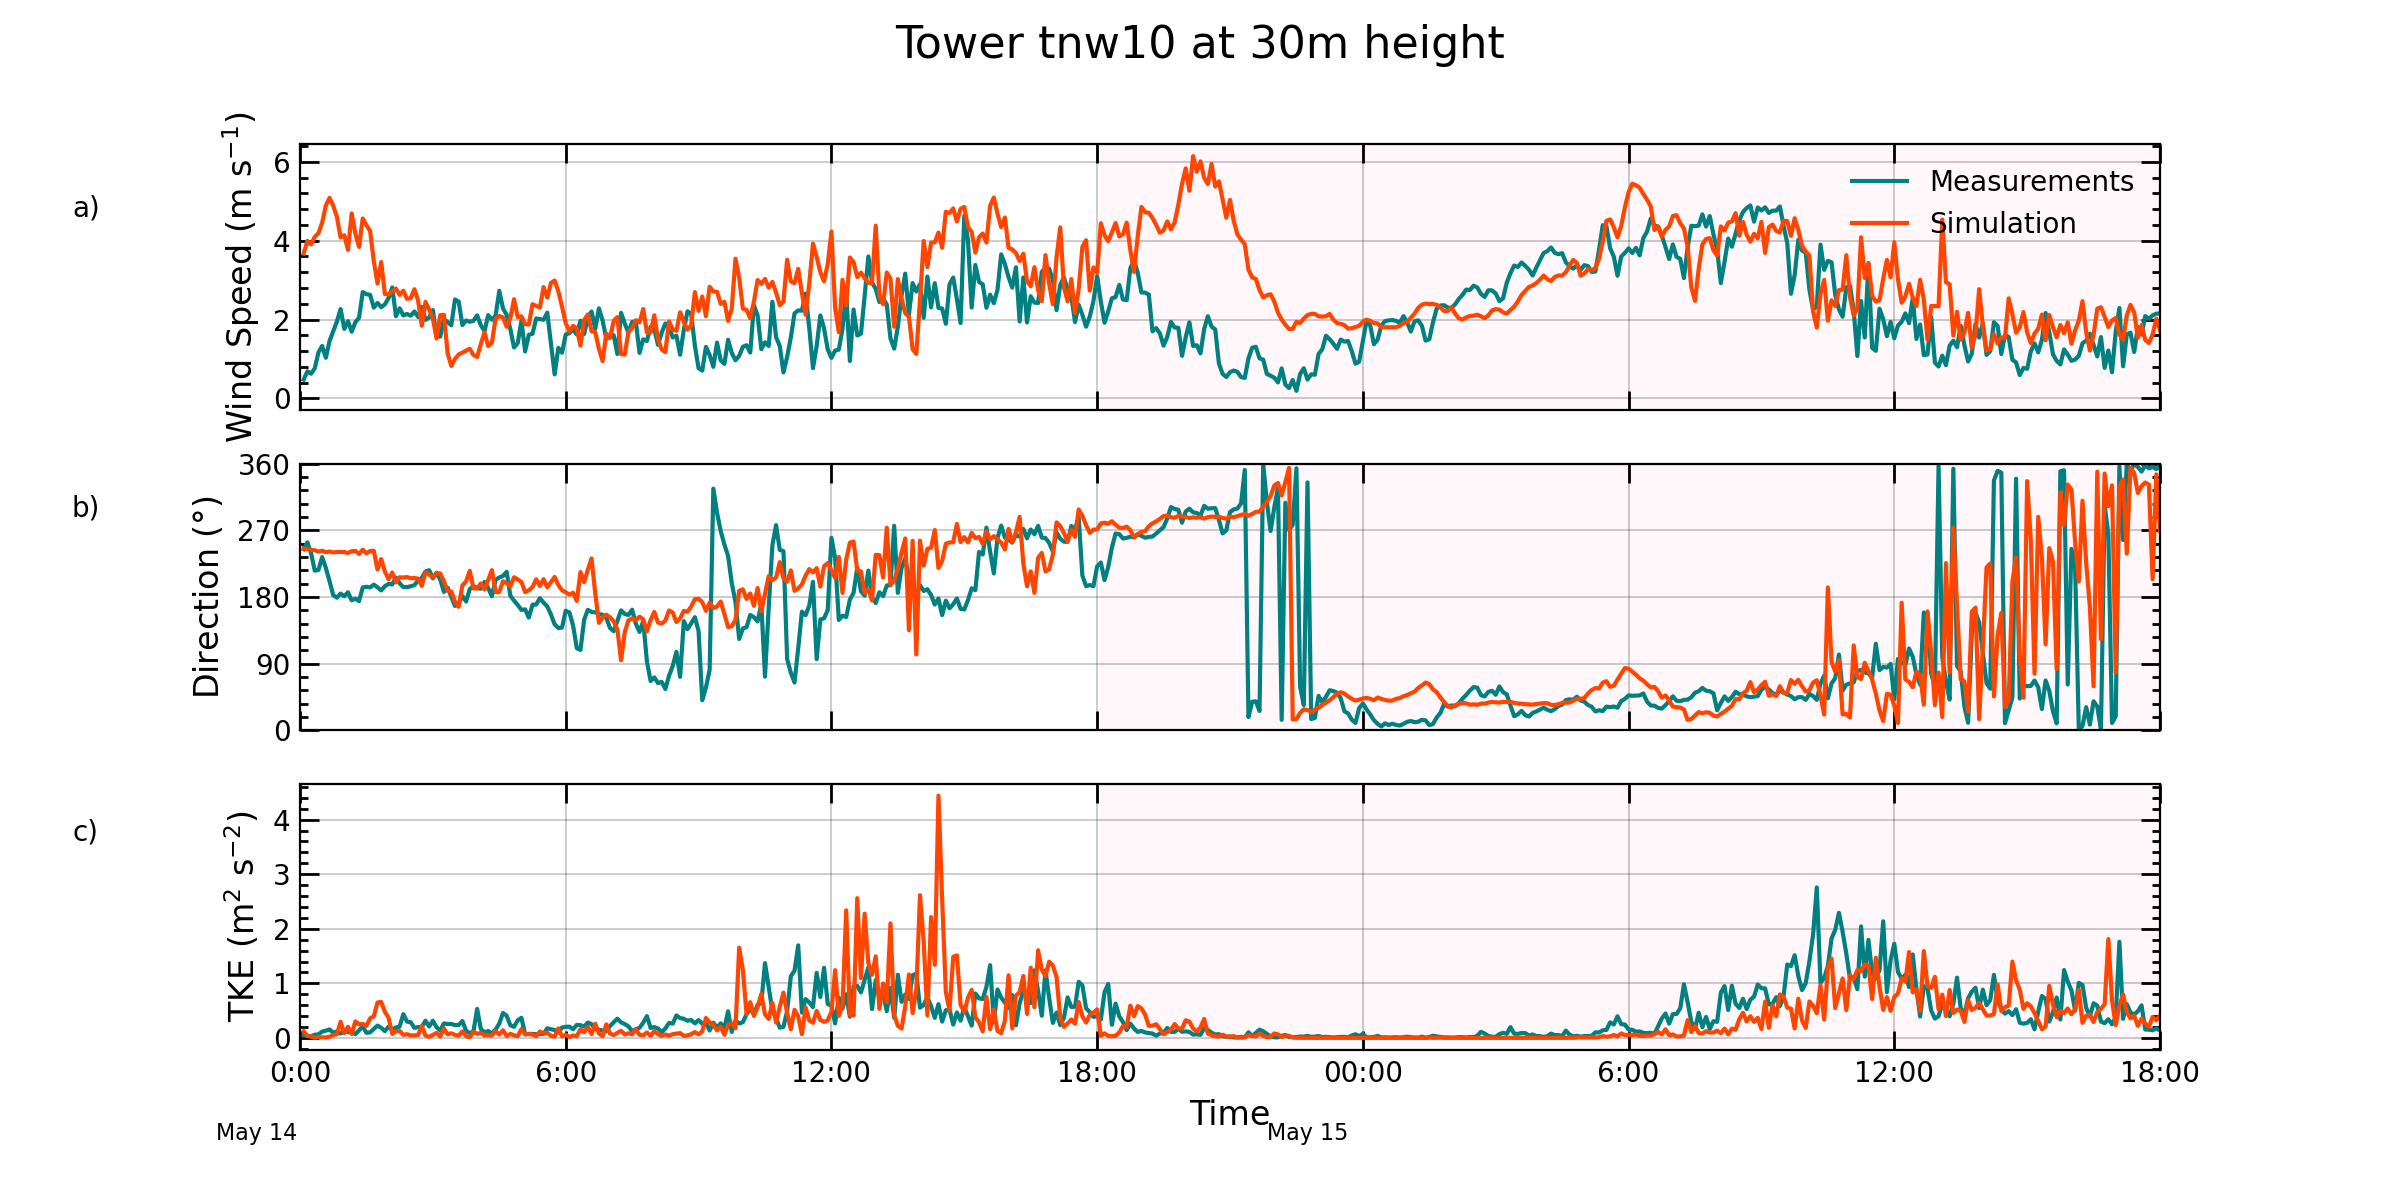 Tower tnw10 at 30m height
a)
Wind Speed (m s⁻¹)
6
4
2
0
Measurements
Simulation
b)
Direction (°)
360
270
180
90
0
c)
TKE (m² s⁻²)
4
3
2
1
0
0:00 6:00 12:00 18:00 00:00 6:00 12:00 18:00
Time
May 14 May 15